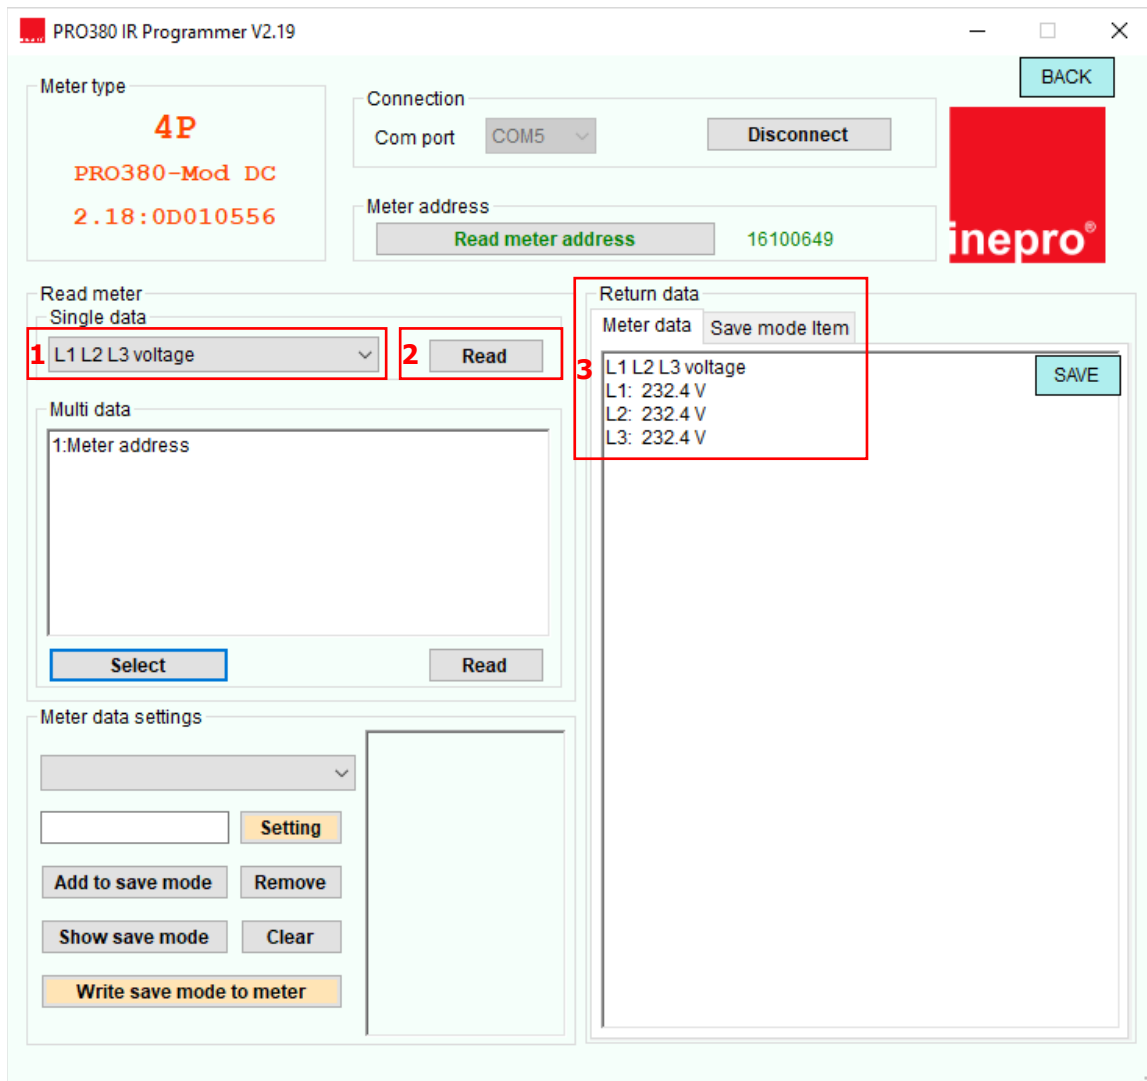 PRO380 IR Programmer V2.19
BACK
Meter type
4P
PRO380-Mod DC
2.18:0D010556
Connection
Com port COM5 Disconnect
Meter address
Read meter address 16100649
inepro®
Read meter
Single data
1 L1 L2 L3 voltage 2 Read
Multi data
1:Meter address
Select Read
Return data
Meter data Save mode Item
3 L1 L2 L3 voltage SAVE
L1: 232.4 V
L2: 232.4 V
L3: 232.4 V
Meter data settings
Setting
Add to save mode Remove
Show save mode Clear
Write save mode to meter